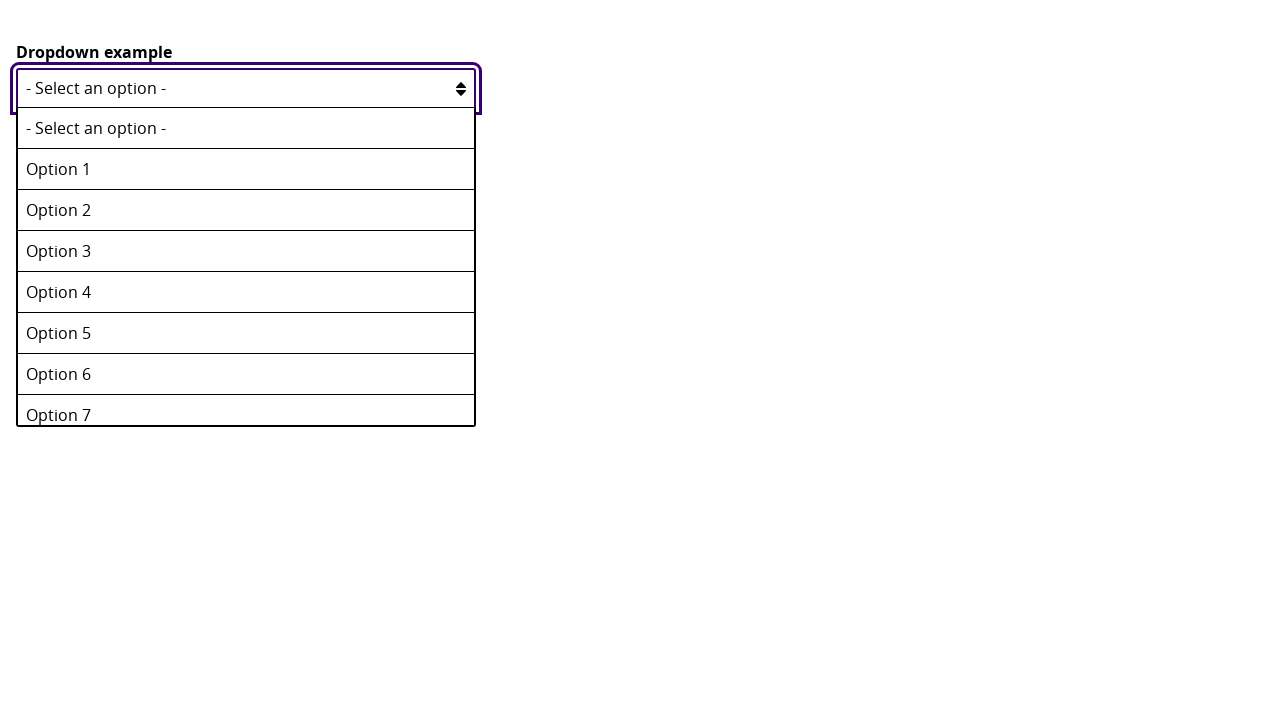 Dropdown example
- Select an option -
- Select an option -
Option 1
Option 2
Option 3
Option 4
Option 5
Option 6
Option 7